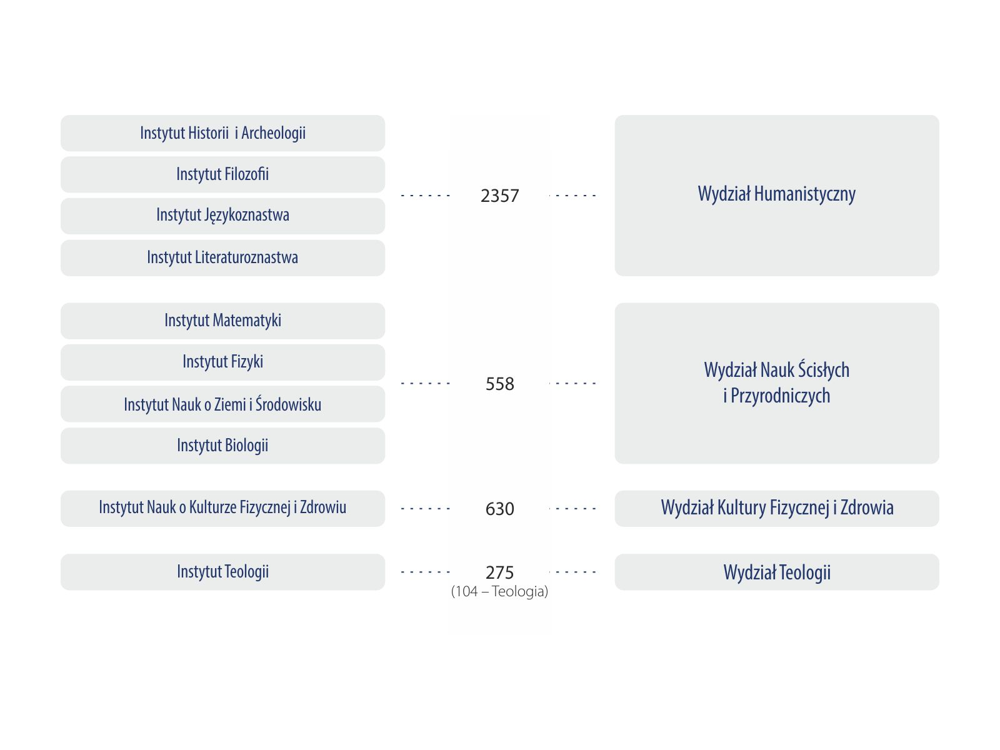 Instytut Historii i Archeologii
Instytut Filozofii
Instytut Językoznastwa
Instytut Literaturoznastwa
2357
Wydział Humanistyczny
Instytut Matematyki
Instytut Fizyki
Instytut Nauk o Ziemi i Środowisku
Instytut Biologii
558
Wydział Nauk Ścisłych
i Przyrodniczych
Instytut Nauk o Kulturze Fizycznej i Zdrowiu
630
Wydział Kultury Fizycznej i Zdrowia
Instytut Teologii
275
(104 – Teologia)
Wydział Teologii